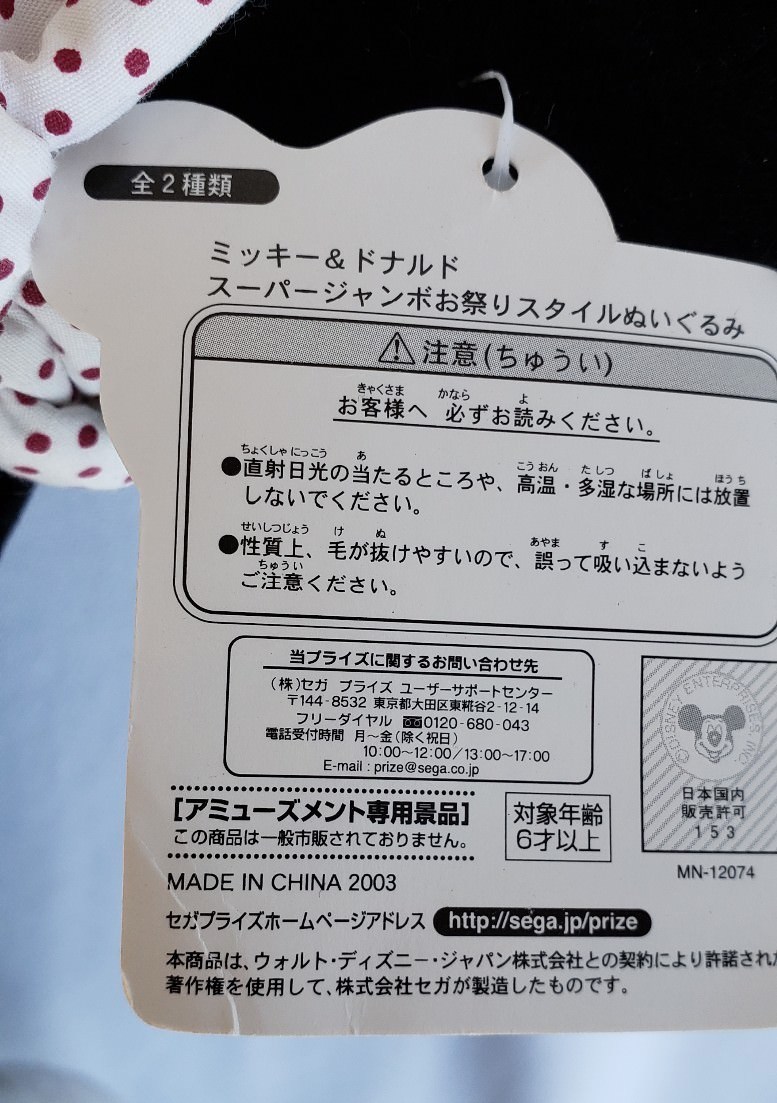 全2種類
ミッキー&ドナルド
スーパージャンボお祭りスタイルぬいぐるみ
⚠注意(ちゅうい)
きゃくさま かなら よ
お客様へ 必ずお読みください。
ちょくしゃにっこう あ こうおん たしつ ばしょ ほうち
●直射日光の当たるところや、高温・多湿な場所には放置
しないでください。
せいしつじょう け ぬ あやま す こ
●性質上、毛が抜けやすいので、誤って吸い込まないよう
ちゅうい
ご注意ください。
当プライズに関するお問い合わせ先
(株)セガ プライズ ユーザーサポートセンター
〒144-8532 東京都大田区東糀谷2-12-14
フリーダイヤル 0120-680-043
電話受付時間 月〜金(除く祝日)
10:00〜12:00/13:00〜17:00
E-mail : prize@sega.co.jp
©DISNEY ENTERPRISES, INC.
日本国内
販売許可
153
MN-12074
[アミューズメント専用景品]
この商品は一般市販されておりません。
対象年齢
6才以上
MADE IN CHINA 2003
セガプライズホームページアドレス http://sega.jp/prize
本商品は、ウォルト・ディズニー・ジャパン株式会社との契約により許諾され
著作権を使用して、株式会社セガが製造したものです。